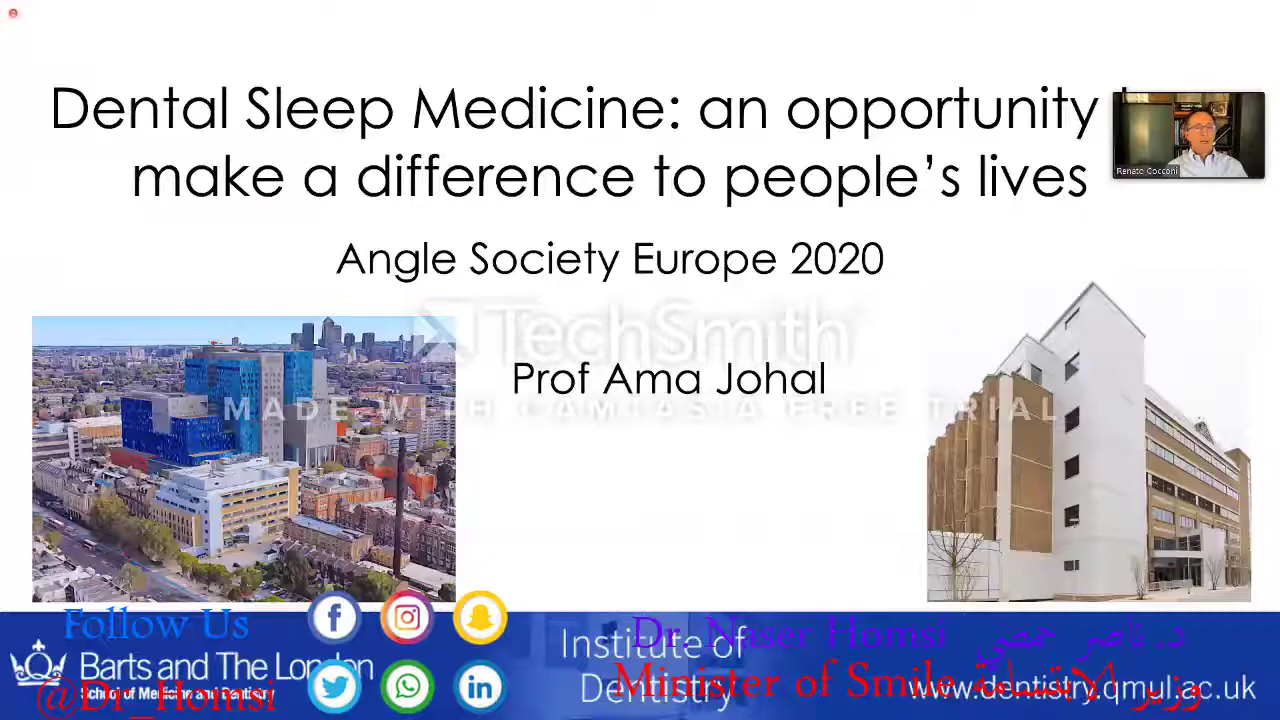 Dental Sleep Medicine: an opportunity
make a difference to people's lives
Renato Cocconi
Angle Society Europe 2020
TechSmith
Prof Ama Johal
MADE WITH CAMTASIA FREE TRIAL
Follow Us
Institute of
Dentistry
Dr. Naser Homsi د. ناصر حمصي
Barts and The London
School of Medicine and Dentistry
@Dr_Homsi
Minister of Smile وزير الابتسامة
www.dentistry.qmul.ac.uk